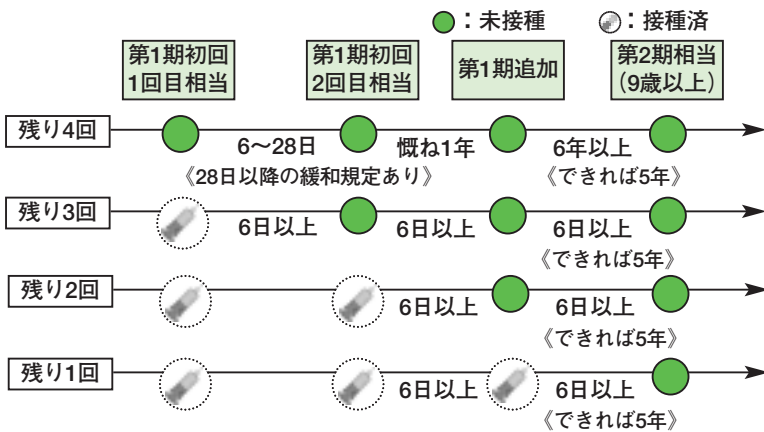 ●：未接種 ：接種済
第1期初回
1回目相当
第1期初回
2回目相当
第1期追加
第2期相当
（9歳以上）
残り4回
6〜28日
慨ね1年
6年以上
《28日以降の緩和規定あり》
《できれば5年》
残り3回
6日以上
6日以上
6日以上
《できれば5年》
残り2回
6日以上
6日以上
《できれば5年》
残り1回
6日以上
6日以上
《できれば5年》